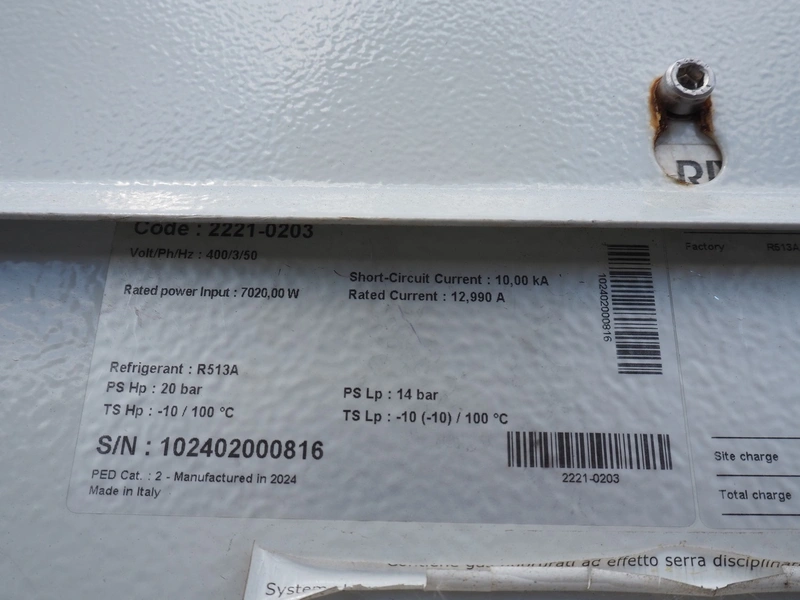 Code : 2221-0203
Volt/Ph/Hz : 400/3/50
Short-Circuit Current : 10,00 kA
Rated power Input : 7020,00 W
Rated Current : 12,990 A
102402000816
Refrigerant : R513A
PS Hp : 20 bar
PS Lp : 14 bar
TS Hp : -10 / 100 °C
TS Lp : -10 (-10) / 100 °C
S/N : 102402000816
2221-0203
PED Cat. : 2 - Manufactured in 2024
Made in Italy
Factory R513A
Site charge
Total charge
ad effetto serra disciplinar